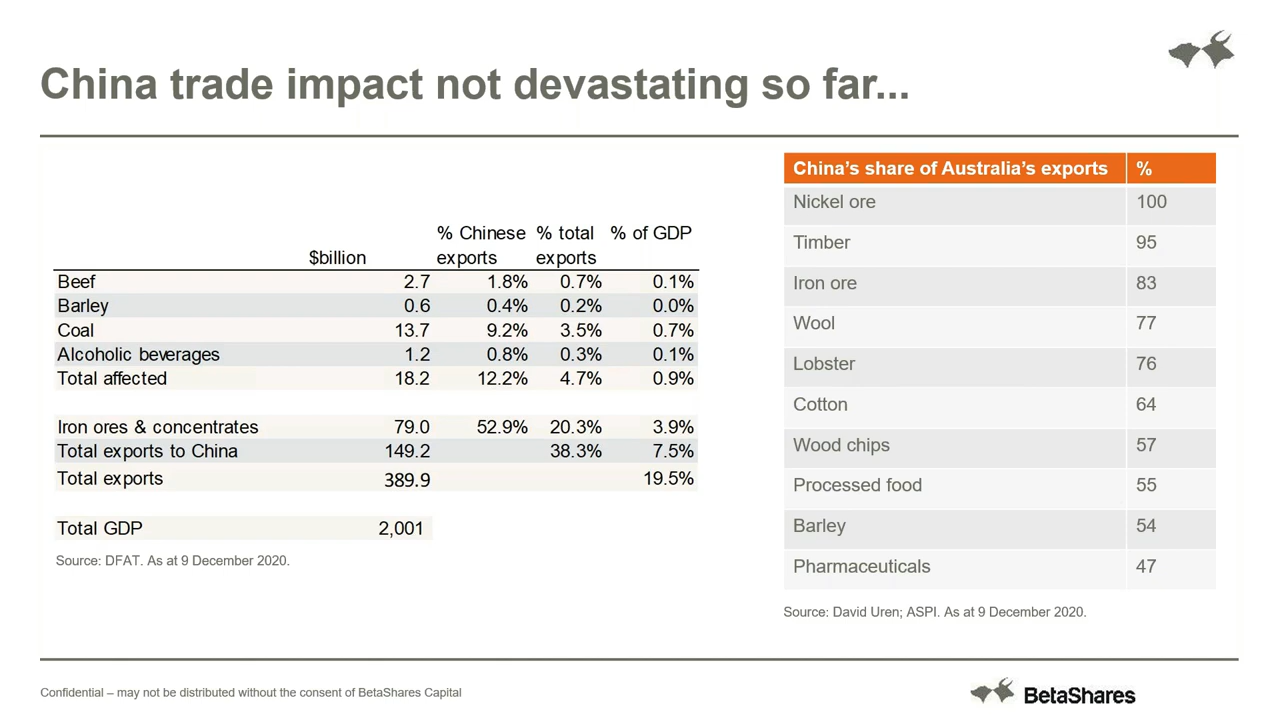 China trade impact not devastating so far...
% Chinese % total % of GDP
$billion exports exports
Beef 2.7 1.8% 0.7% 0.1%
Barley 0.6 0.4% 0.2% 0.0%
Coal 13.7 9.2% 3.5% 0.7%
Alcoholic beverages 1.2 0.8% 0.3% 0.1%
Total affected 18.2 12.2% 4.7% 0.9%
Iron ores & concentrates 79.0 52.9% 20.3% 3.9%
Total exports to China 149.2 38.3% 7.5%
Total exports 389.9 19.5%
Total GDP 2,001
Source: DFAT. As at 9 December 2020.
China’s share of Australia’s exports %
Nickel ore 100
Timber 95
Iron ore 83
Wool 77
Lobster 76
Cotton 64
Wood chips 57
Processed food 55
Barley 54
Pharmaceuticals 47
Source: David Uren; ASPI. As at 9 December 2020.
Confidential – may not be distributed without the consent of BetaShares Capital
BetaShares